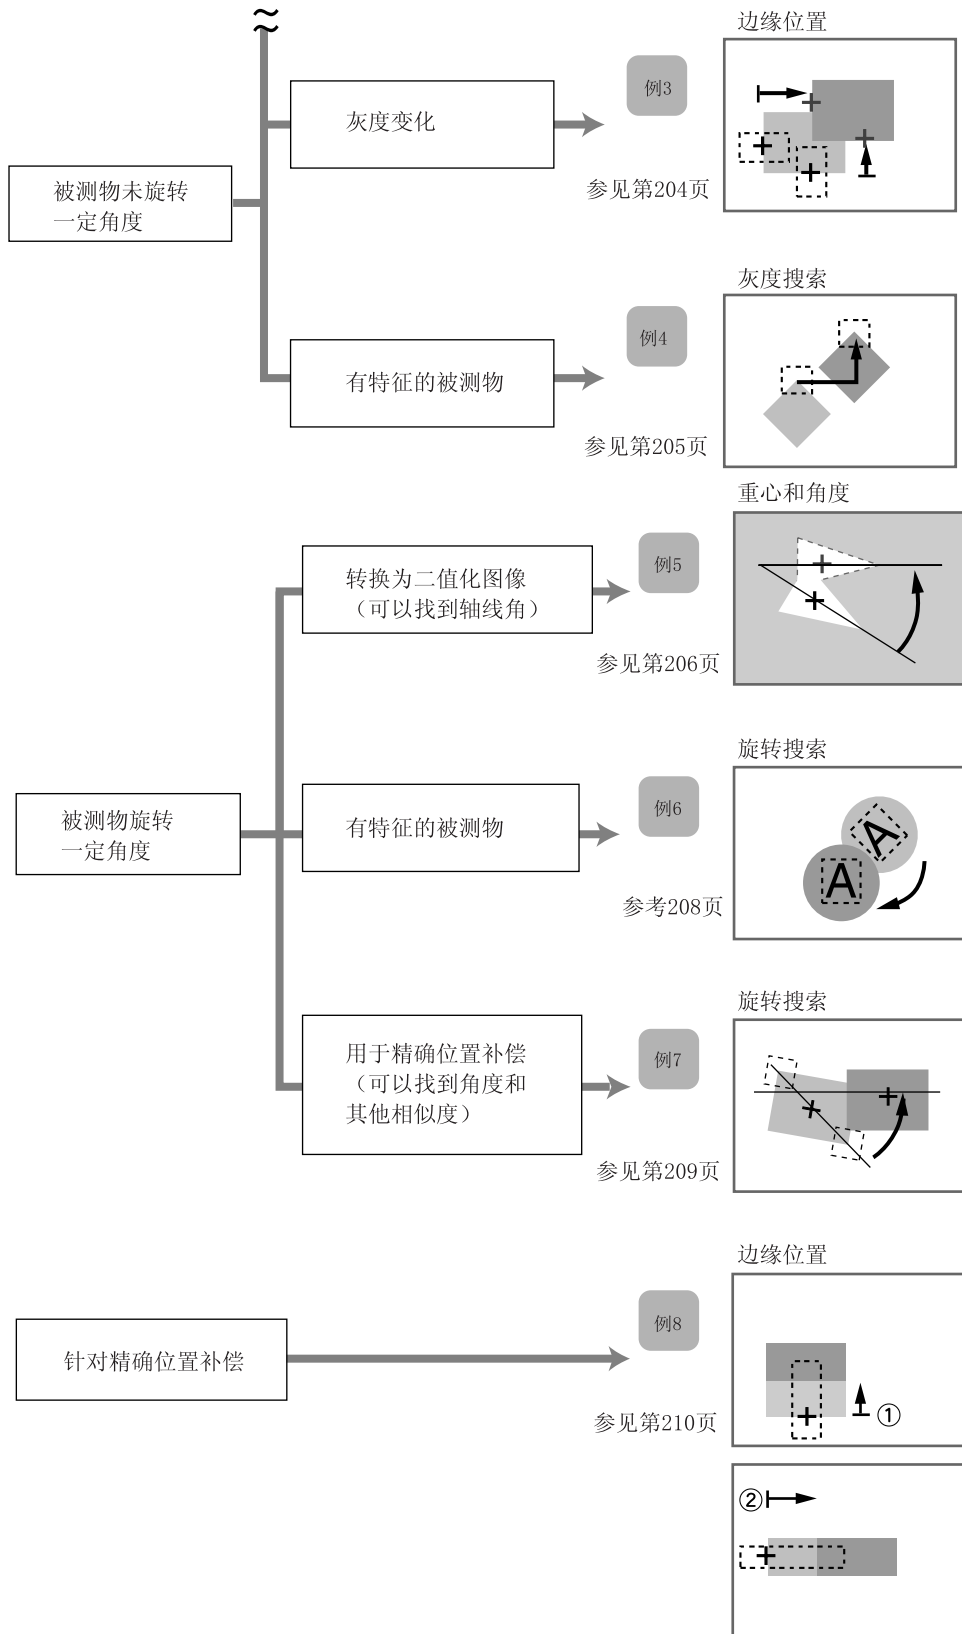 边缘位置
例3
灰度变化
参见第204页
被测物未旋转
一定角度
灰度搜索
例4
有特征的被测物
参见第205页
重心和角度
例5
转换为二值化图像
（可以找到轴线角）
参见第206页
旋转搜索
例6
被测物旋转
一定角度
有特征的被测物
A
A
参考208页
旋转搜索
例7
用于精确位置补偿
（可以找到角度和
其他相似度）
参见第209页
边缘位置
例8
针对精确位置补偿
参见第210页
①
②